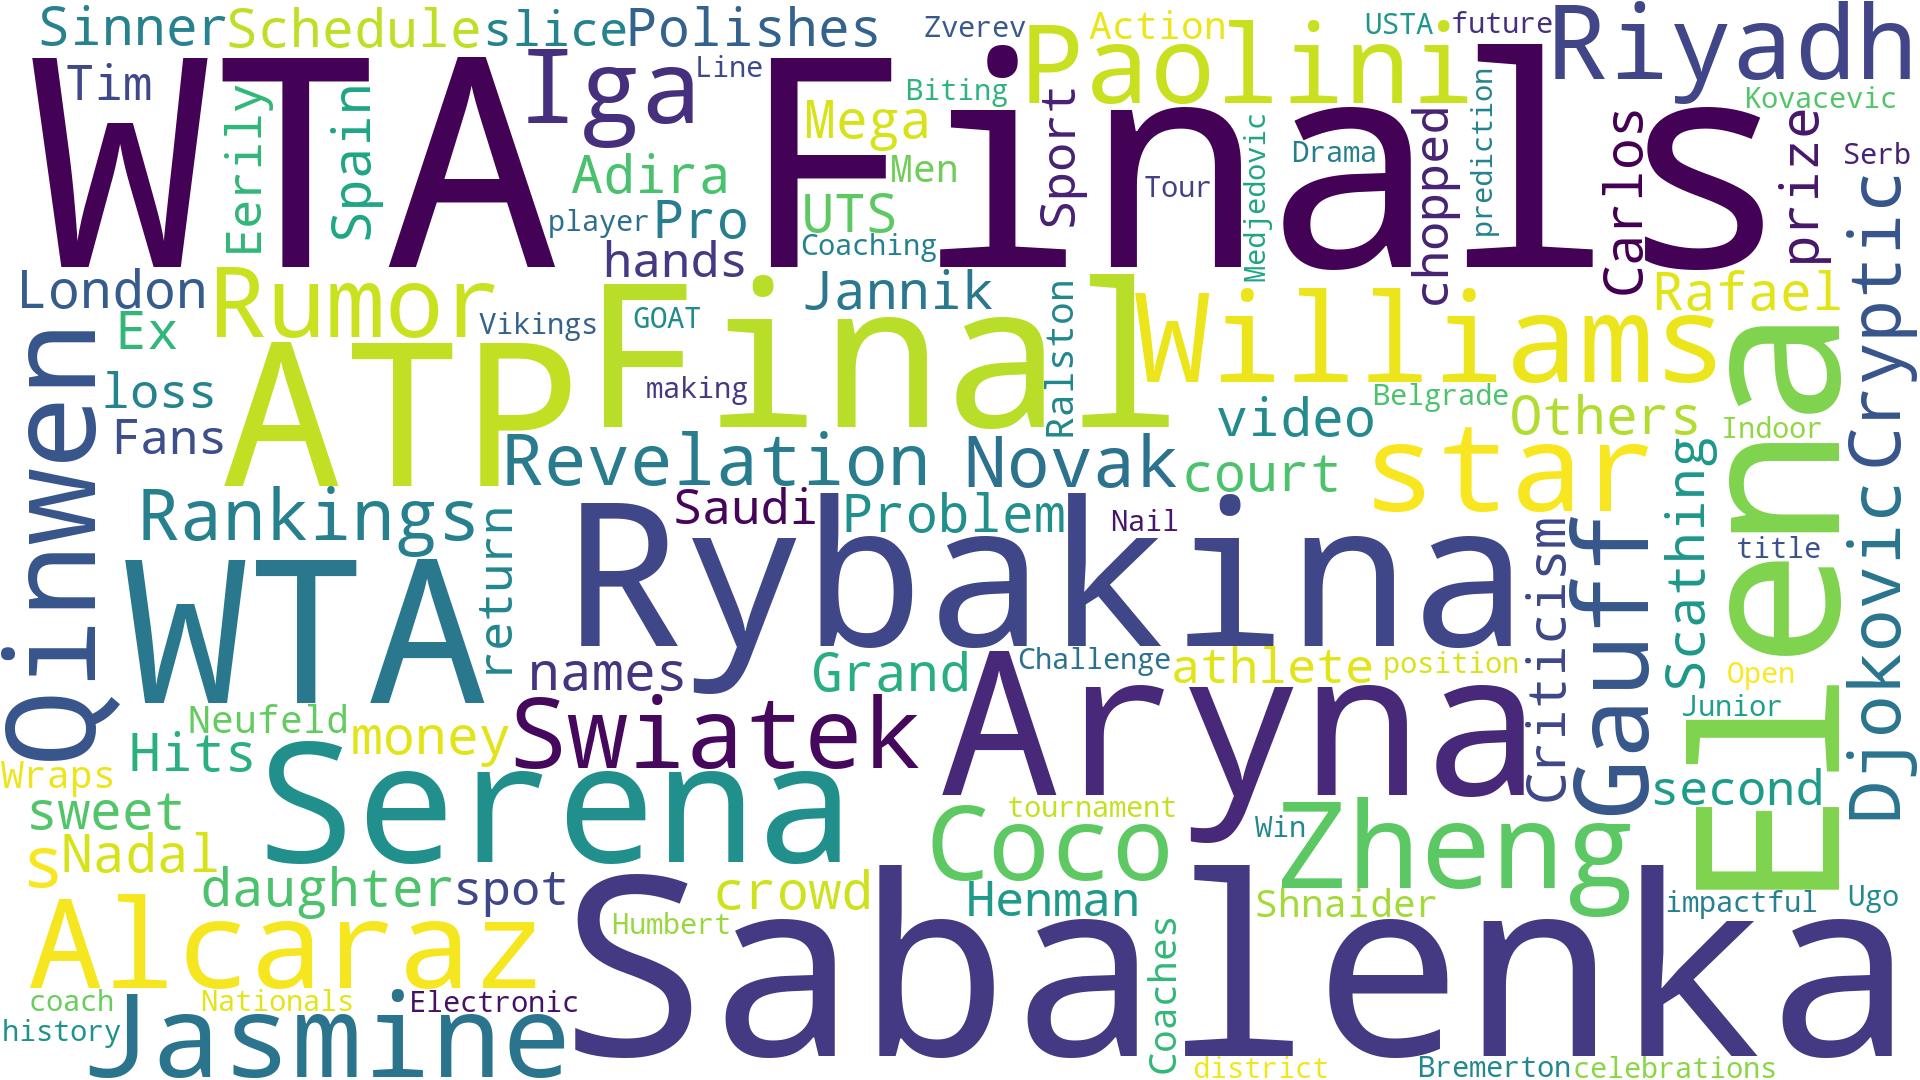 Sinner
Schedule
slice
Polishes
Zverev
Paolini
Action
USTA
future
Riyadh
WTA Finals
Tim
Iga
Line
Biting
Mega
Kovacevic
Eerily
Spain
Adira
Men
Sport
Medjedovic
Drama
Tour
chopped
prediction
Carlos
prize
Serb
player
Pro
UTS
Coaching
hands
London
Rumor
Ex
Vikings
GOAT
Jannik
Final
Ralston
Williams
Rafael
Cryptic
Qinwen
loss
Fans
ATP
making
Belgrade
video
Others
Indoor
Elena
Revelation
Novak
court
star
Scathing
Rankings
return
Saudi
Problem
Nail
Rybakina
title
WTA
Criticism
Gauff
Djokovic
names
Grand
Challenge
athlete
position
Open
Junior
Neufeld
Hits
money
Swiatek
Aryna
Wraps
sweet
Serena
Coco
tournament
Win
Zheng
second
s
Nadal
daughter
spot
crowd
Henman
Shnaider
impactful
Ugo
Alcaraz
Humbert
Sabalenka
Coaches
coach
Nationals
Electronic
history
Jasmine
district
Bremerton
celebrations